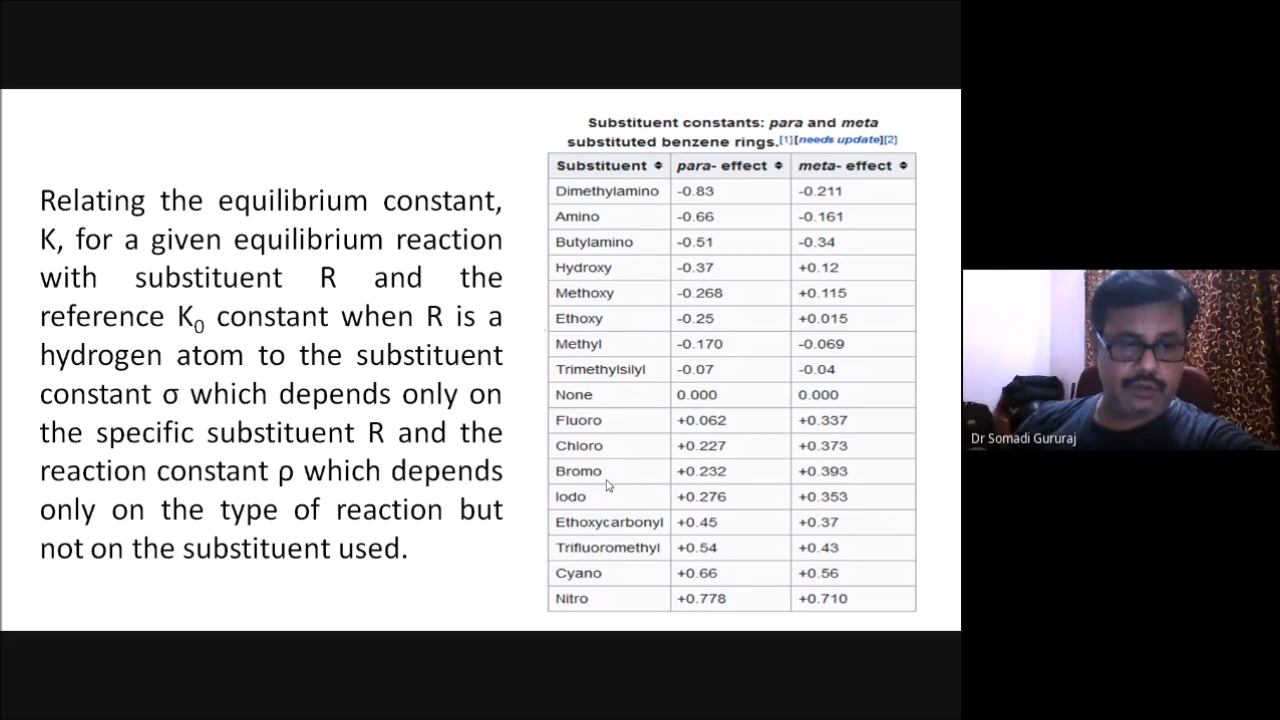 Relating the equilibrium constant,
K, for a given equilibrium reaction
with substituent R and the
reference K0 constant when R is a
hydrogen atom to the substituent
constant σ which depends only on
the specific substituent R and the
reaction constant ρ which depends
only on the type of reaction but
not on the substituent used.
Substituent constants: para and meta
substituted benzene rings.[1][needs update][2]
Substituent para- effect meta- effect
Dimethylamino -0.83 -0.211
Amino -0.66 -0.161
Butylamino -0.51 -0.34
Hydroxy -0.37 +0.12
Methoxy -0.268 +0.115
Ethoxy -0.25 +0.015
Methyl -0.170 -0.069
Trimethylsilyl -0.07 -0.04
None 0.000 0.000
Fluoro +0.062 +0.337
Chloro +0.227 +0.373
Bromo +0.232 +0.393
Iodo +0.276 +0.353
Ethoxycarbonyl +0.45 +0.37
Trifluoromethyl +0.54 +0.43
Cyano +0.66 +0.56
Nitro +0.778 +0.710
Dr Somadi Gururaj